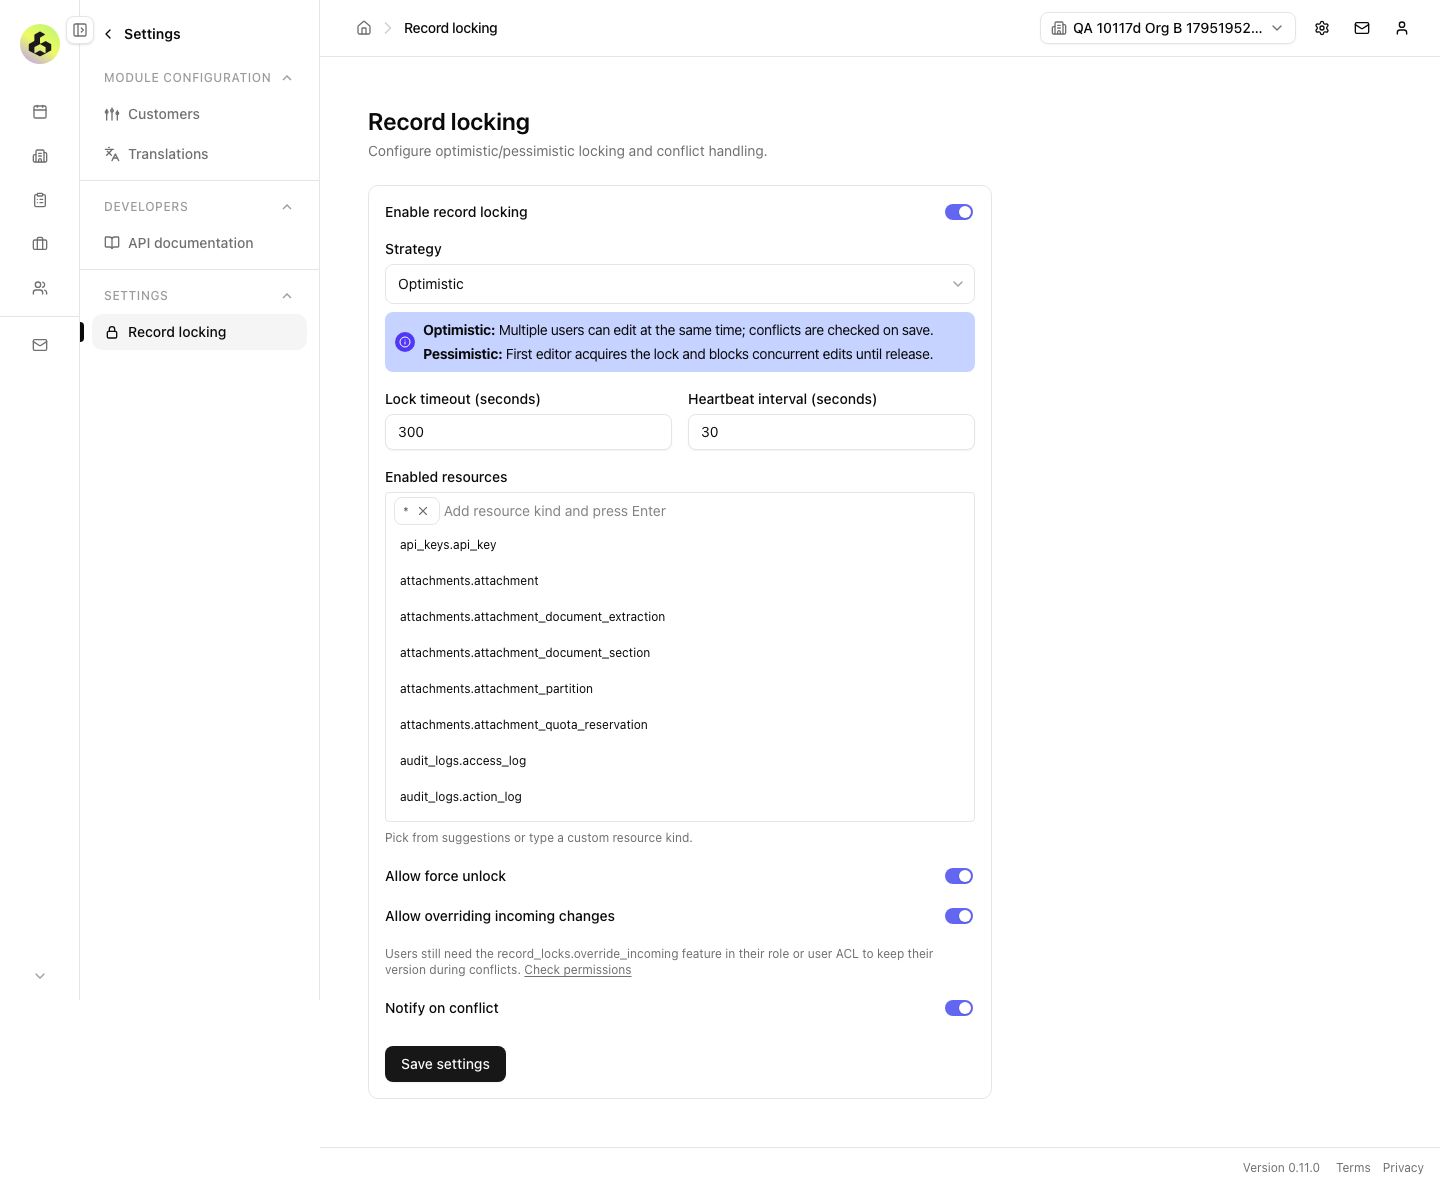 Settings
MODULE CONFIGURATION
Customers
Translations
DEVELOPERS
API documentation
SETTINGS
Record locking
Record locking
QA 10117d Org B 17951952...
Record locking
Configure optimistic/pessimistic locking and conflict handling.
Enable record locking
Strategy
Optimistic
Optimistic: Multiple users can edit at the same time; conflicts are checked on save.
Pessimistic: First editor acquires the lock and blocks concurrent edits until release.
Lock timeout (seconds)
Heartbeat interval (seconds)
300
30
Enabled resources
* Add resource kind and press Enter
api_keys.api_key
attachments.attachment
attachments.attachment_document_extraction
attachments.attachment_document_section
attachments.attachment_partition
attachments.attachment_quota_reservation
audit_logs.access_log
audit_logs.action_log
Pick from suggestions or type a custom resource kind.
Allow force unlock
Allow overriding incoming changes
Users still need the record_locks.override_incoming feature in their role or user ACL to keep their
version during conflicts. Check permissions
Notify on conflict
Save settings
Version 0.11.0 Terms Privacy